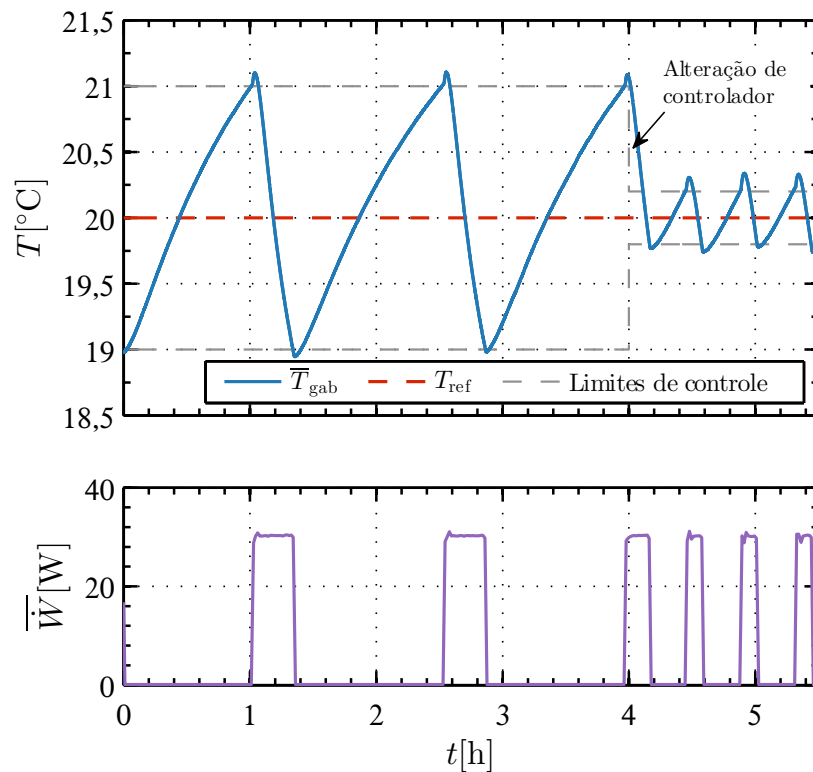 21,5
21
20,5
20
19,5
19
18,5
T[°C]
Alteração de
controlador
T̅gab
Tref
Limites de controle
40
20
0
Ẇ̅[W]
0
1
2
3
4
5
t[h]